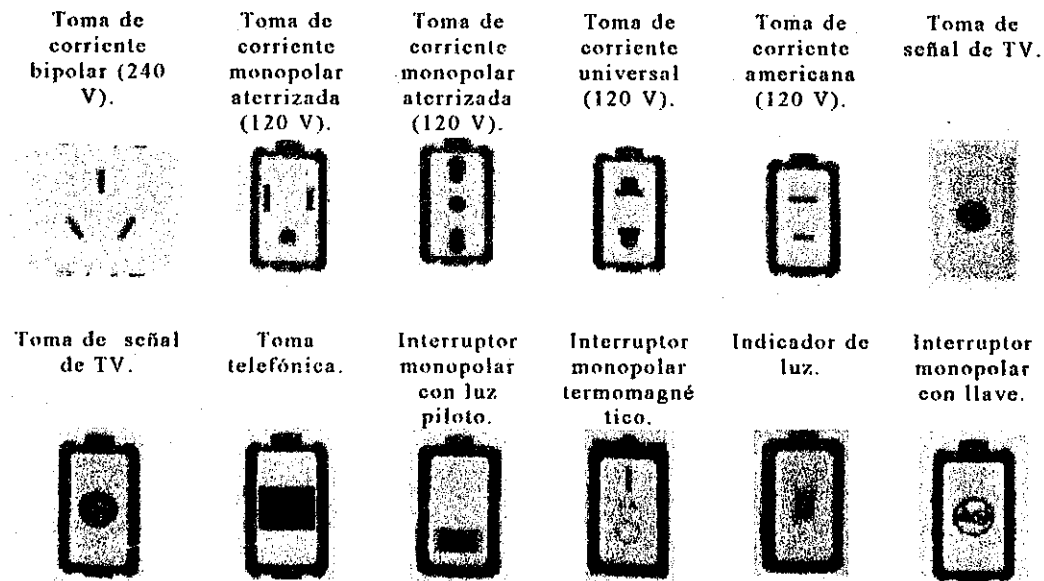 Toma de
corriente
bipolar (240
V).
Toma de
corriente
monopolar
aterrizada
(120 V).
Toma de
corriente
monopolar
aterrizada
(120 V).
Toma de
corriente
universal
(120 V).
Toma de
corriente
americana
(120 V).
Toma de
señal de TV.
Toma de señal
de TV.
Toma
telefónica.
Interruptor
monopolar
con luz
piloto.
Interruptor
monopolar
termomagné
tico.
Indicador de
luz.
Interruptor
monopolar
con llave.